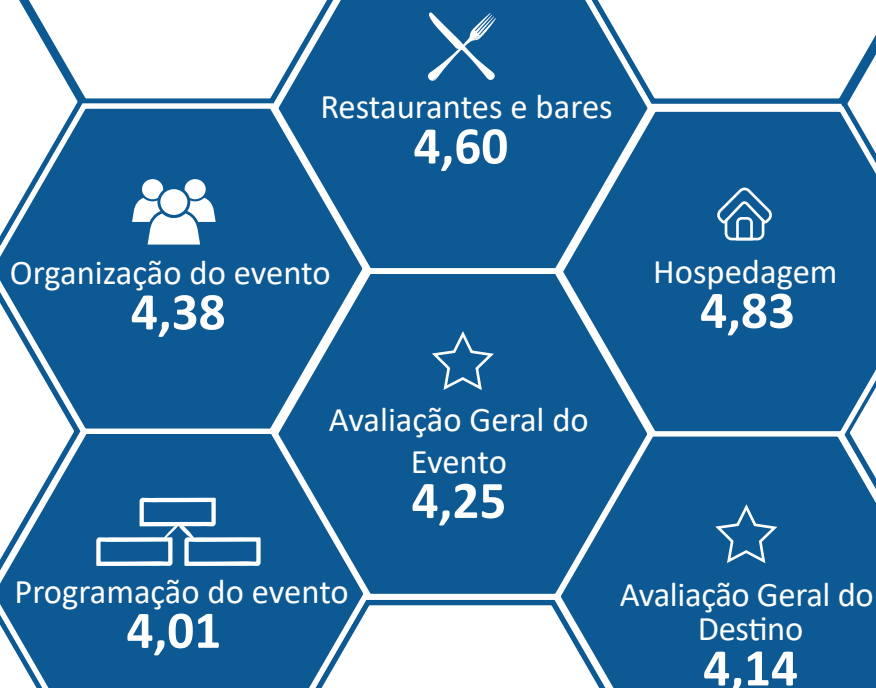 Restaurantes e bares
4,60
Organização do evento
4,38
Hospedagem
4,83
Avaliação Geral do
Evento
4,25
Programação do evento
4,01
Avaliação Geral do
Destino
4,14